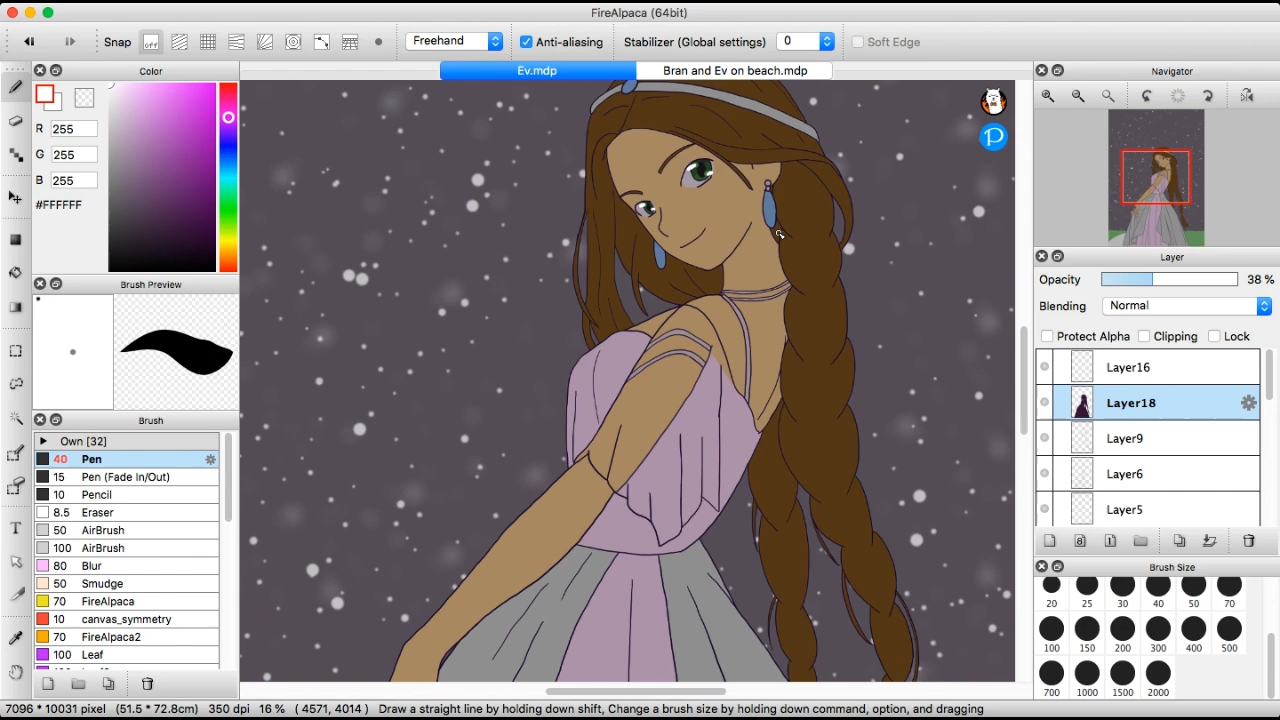 FireAlpaca (64bit)
Snap off Freehand Anti-aliasing Stabilizer (Global settings) 0 Soft Edge
Color
Ev.mdp
Bran and Ev on beach.mdp
Navigator
R 255
G 255
B 255
#FFFFFF
P
Brush Preview
Layer
Opacity 38 %
Blending Normal
Protect Alpha Clipping Lock
Layer16
Layer18
Layer9
Layer6
Layer5
Brush
Own [32]
40 Pen
15 Pen (Fade In/Out)
10 Pencil
8.5 Eraser
50 AirBrush
100 AirBrush
80 Blur
50 Smudge
70 FireAlpaca
10 canvas_symmetry
70 FireAlpaca2
100 Leaf
T
8
1
Brush Size
20 25 30 40 50 70
100 150 200 300 400 500
700 1000 1500 2000
7096 * 10031 pixel (51.5 * 72.8cm) 350 dpi 16 % ( 4571, 4014 ) Draw a straight line by holding down shift, Change a brush size by holding down command, option, and dragging